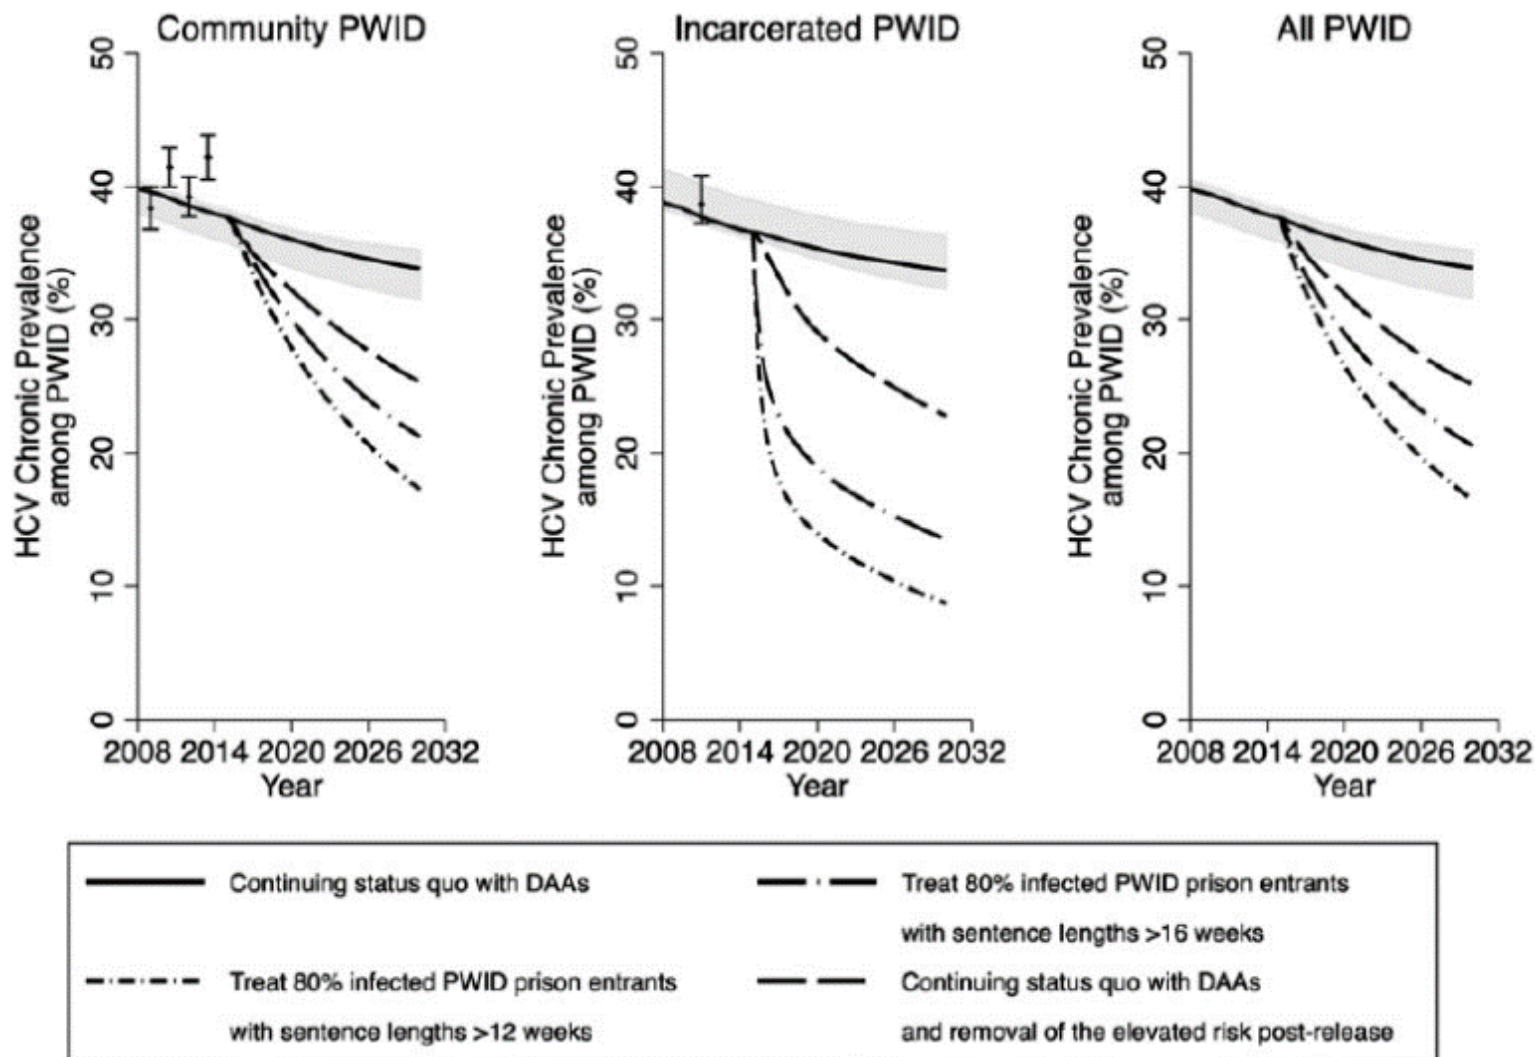 Community PWID
Incarcerated PWID
All PWID
HCV Chronic Prevalence
among PWID (%)
50
40
30
20
10
0
2008 2014 2020 2026 2032
Year
HCV Chronic Prevalence
among PWID (%)
50
40
30
20
10
0
2008 2014 2020 2026 2032
Year
HCV Chronic Prevalence
among PWID (%)
50
40
30
20
10
0
2008 2014 2020 2026 2032
Year
Continuing status quo with DAAs
Treat 80% infected PWID prison entrants
with sentence lengths >16 weeks
Treat 80% infected PWID prison entrants
with sentence lengths >12 weeks
Continuing status quo with DAAs
and removal of the elevated risk post-release